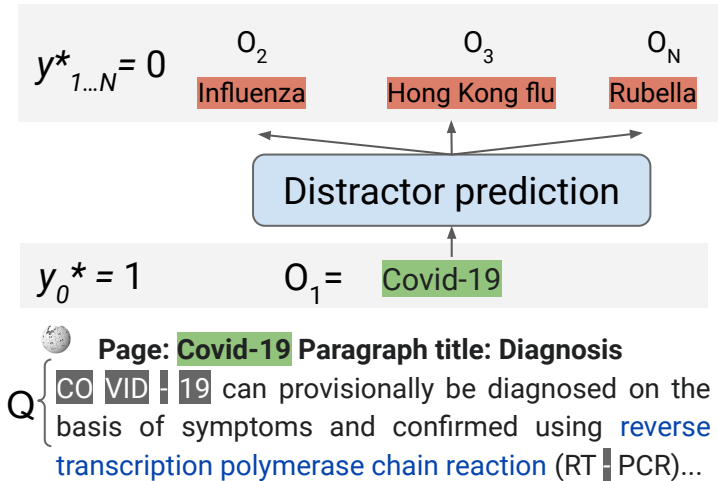 y*1...N= 0
O2 O3 ON
Influenza Hong Kong flu Rubella
Distractor prediction
y0* = 1 O1= Covid-19
Page: Covid-19 Paragraph title: Diagnosis
Q
CO VID - 19 can provisionally be diagnosed on the
basis of symptoms and confirmed using reverse
transcription polymerase chain reaction (RT - PCR)...